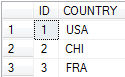 ID COUNTRY
1 1 USA
2 2 CHI
3 3 FRA